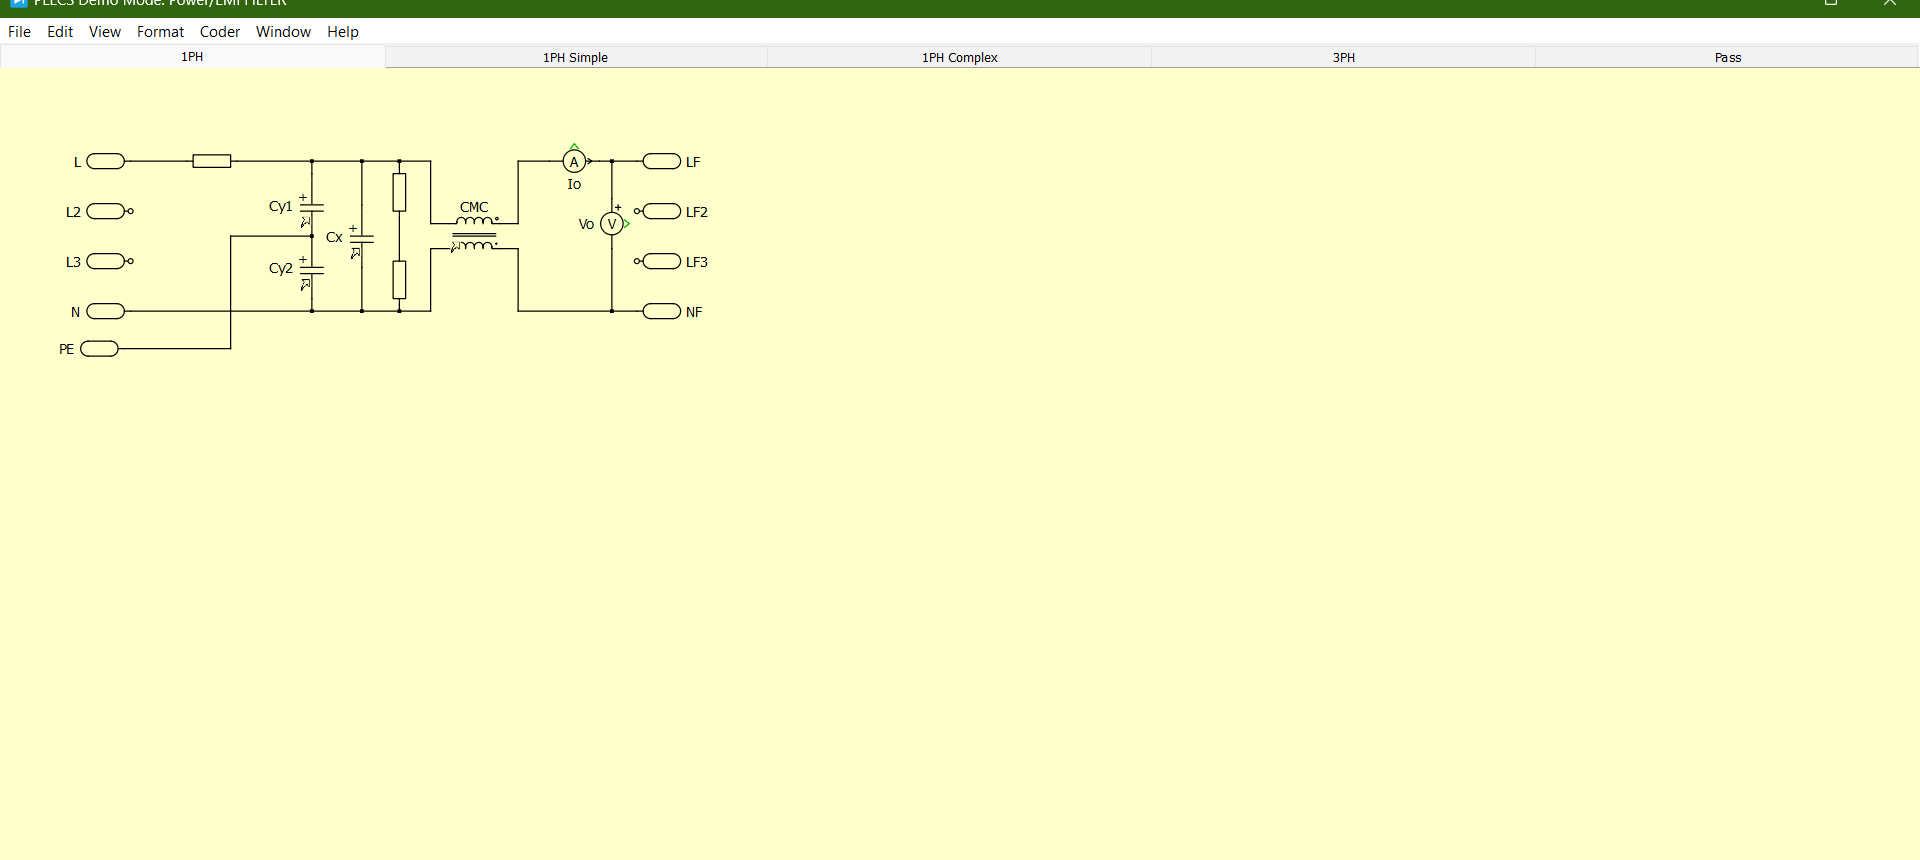 PLECS Demo Mode: Power/EMI FILTER
File Edit View Format Coder Window Help
1PH 1PH Simple 1PH Complex 3PH Pass
L A LF
Io
CMC
Cy1 + L2 + LF2
Vo V
Cx +
L3 Cy2 + LF3
N NF
PE